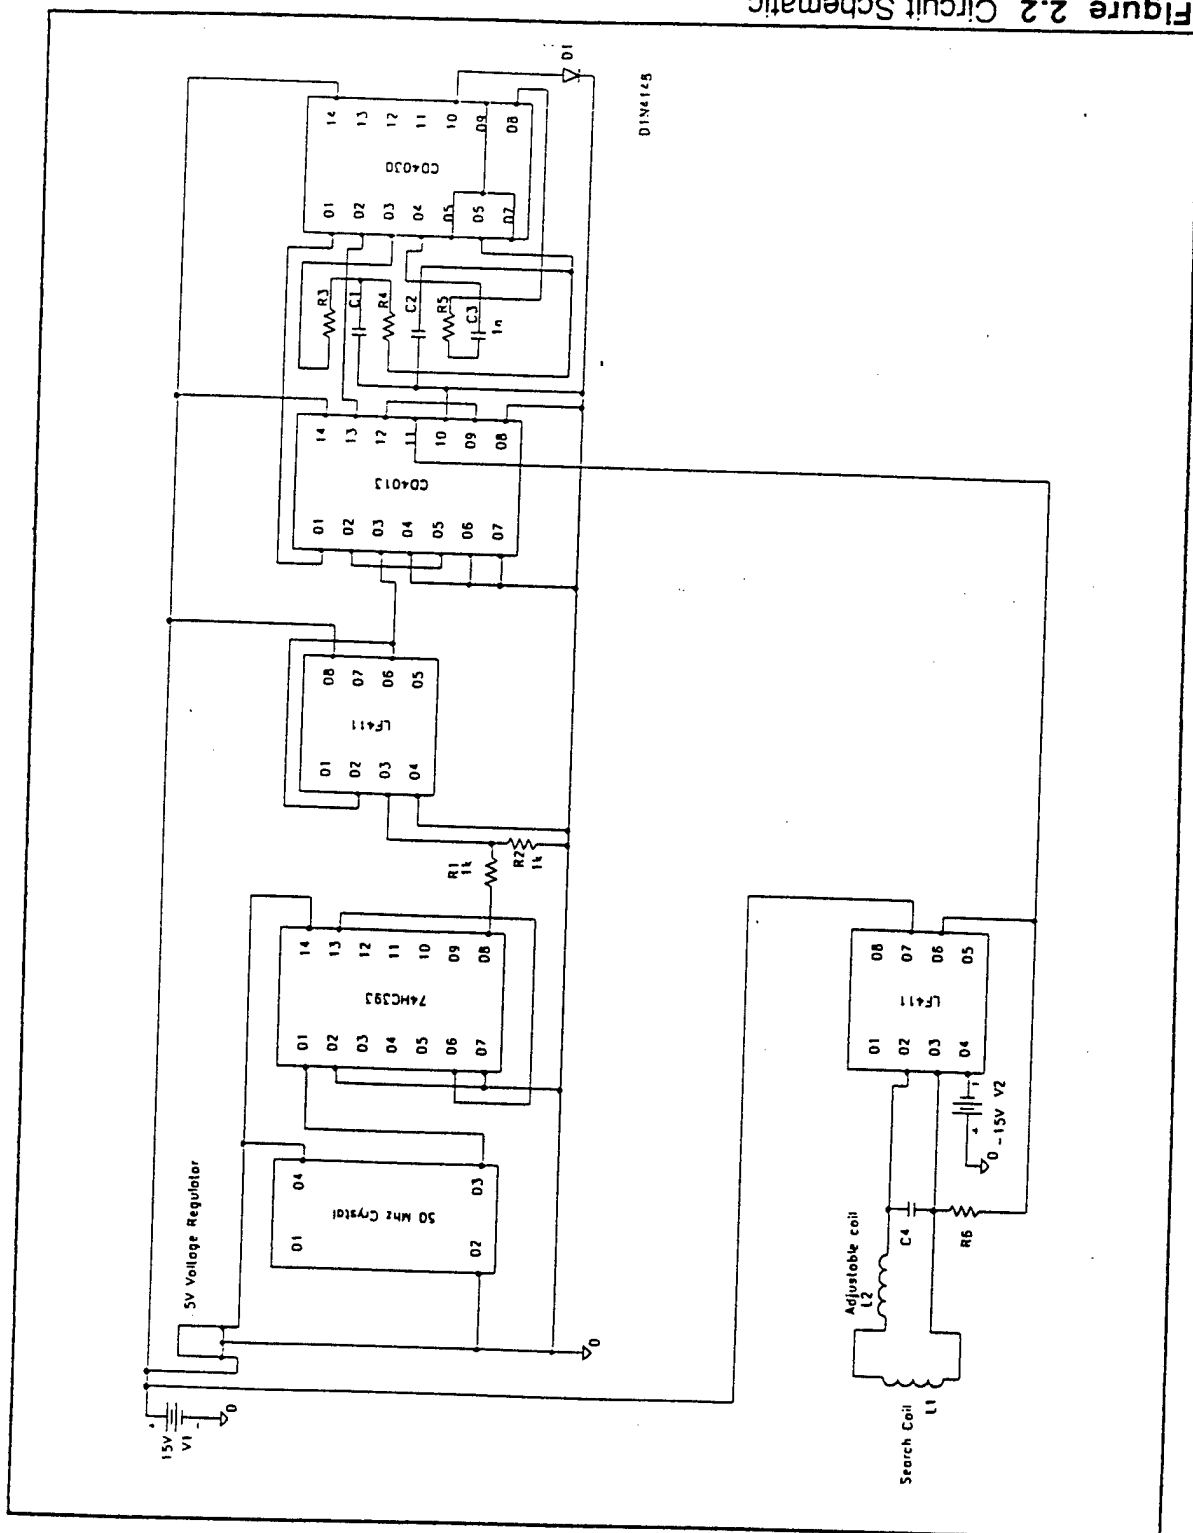 Figure 2.2 Circuit Schematic
D1
D1N4148
14
13
12
11
10
09
08
CD4030
01
02
03
04
05
05
07
R3
C1
R4
C2
R5
C3
1n
14
13
12
11
10
09
08
CD4013
01
02
03
04
05
06
07
08
07
06
05
LF411
01
02
03
04
R1
1k
R2
1k
14
13
12
11
10
09
08
74HC393
01
02
03
04
05
06
07
04
03
50 Mhz Crystal
01
02
5V Voltage Regulator
0
+
-
15V
V1
0
08
07
06
05
LF411
01
02
03
04
-
+
-15V V2
0
C4
R6
Adjustable coil
L2
Search Coil
L1